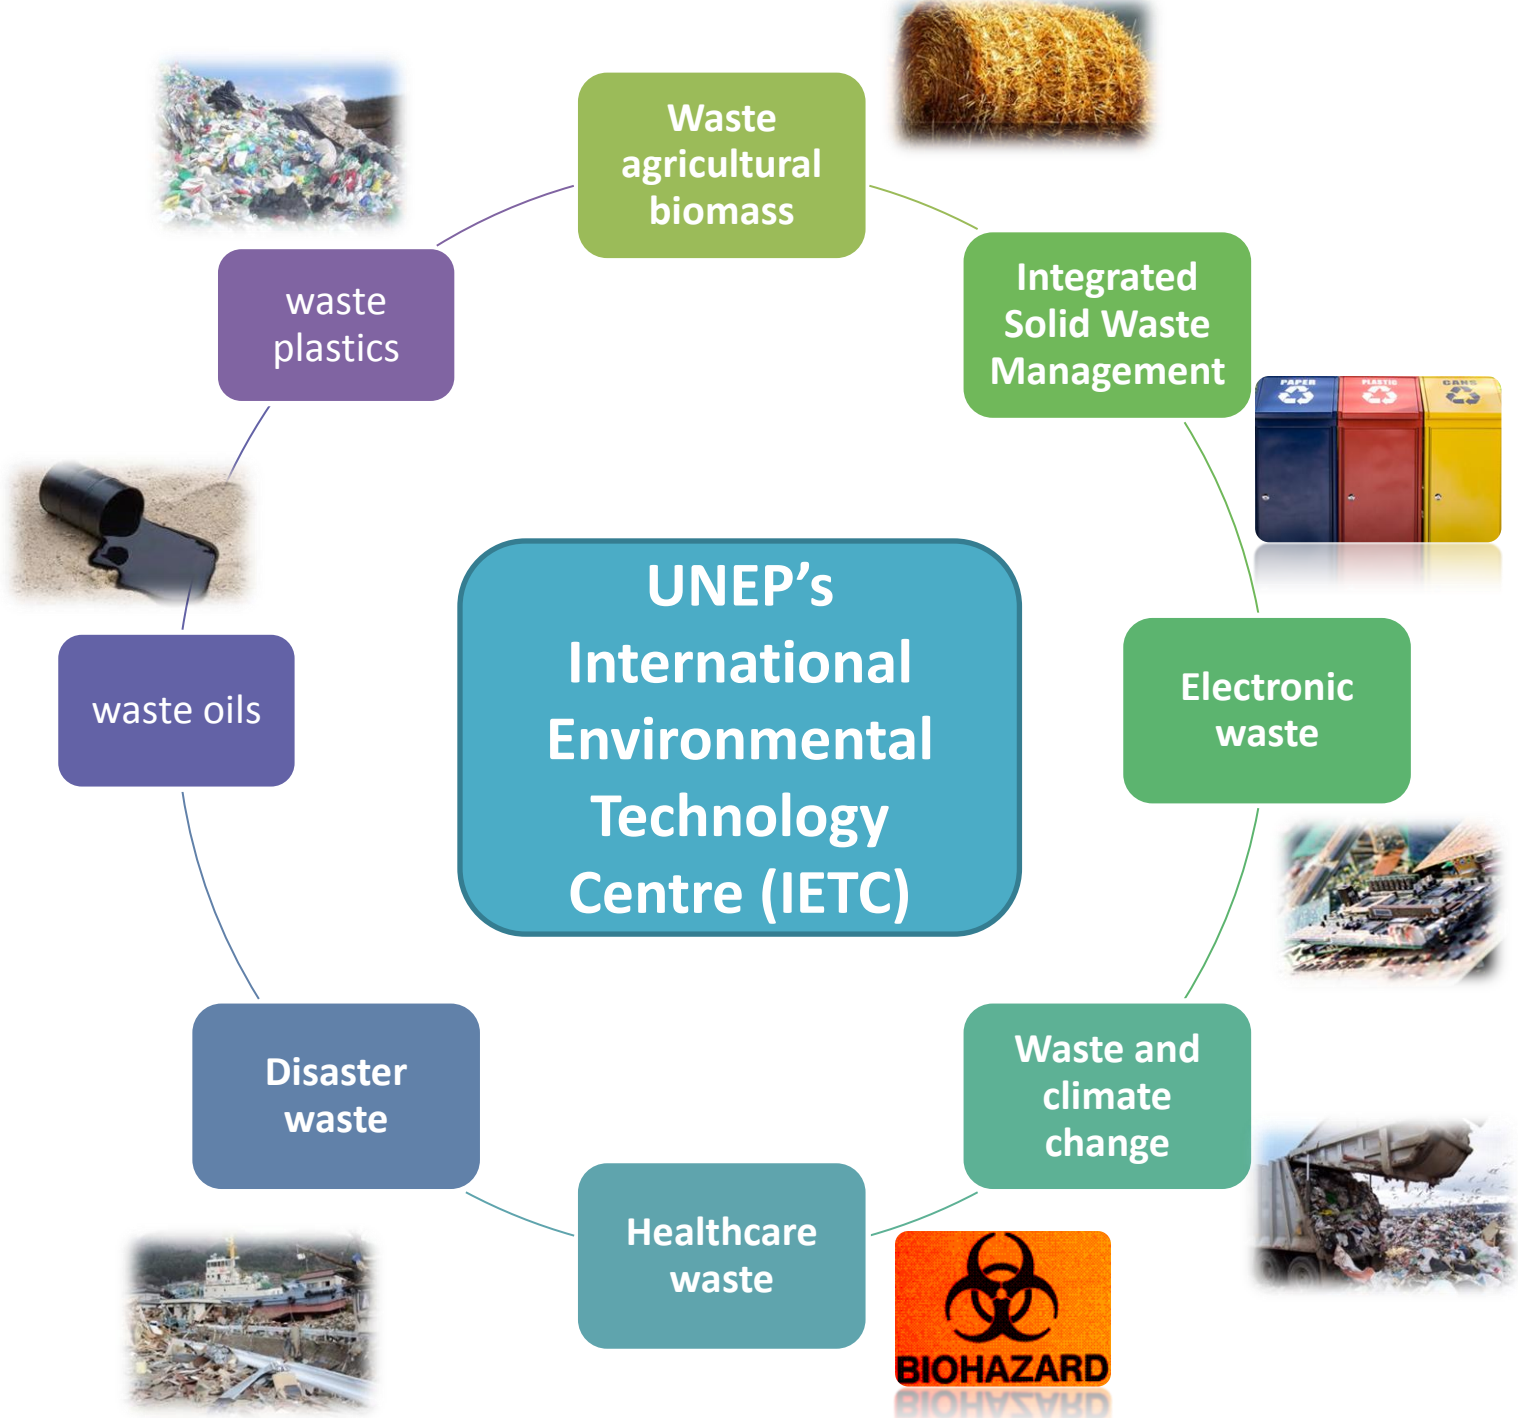 Waste
agricultural
biomass
Integrated
Solid Waste
Management
PAPER
PLASTIC
CANS
Electronic
waste
Waste and
climate
change
BIOHAZARD
Healthcare
waste
Disaster
waste
waste oils
waste
plastics
UNEP’s
International
Environmental
Technology
Centre (IETC)